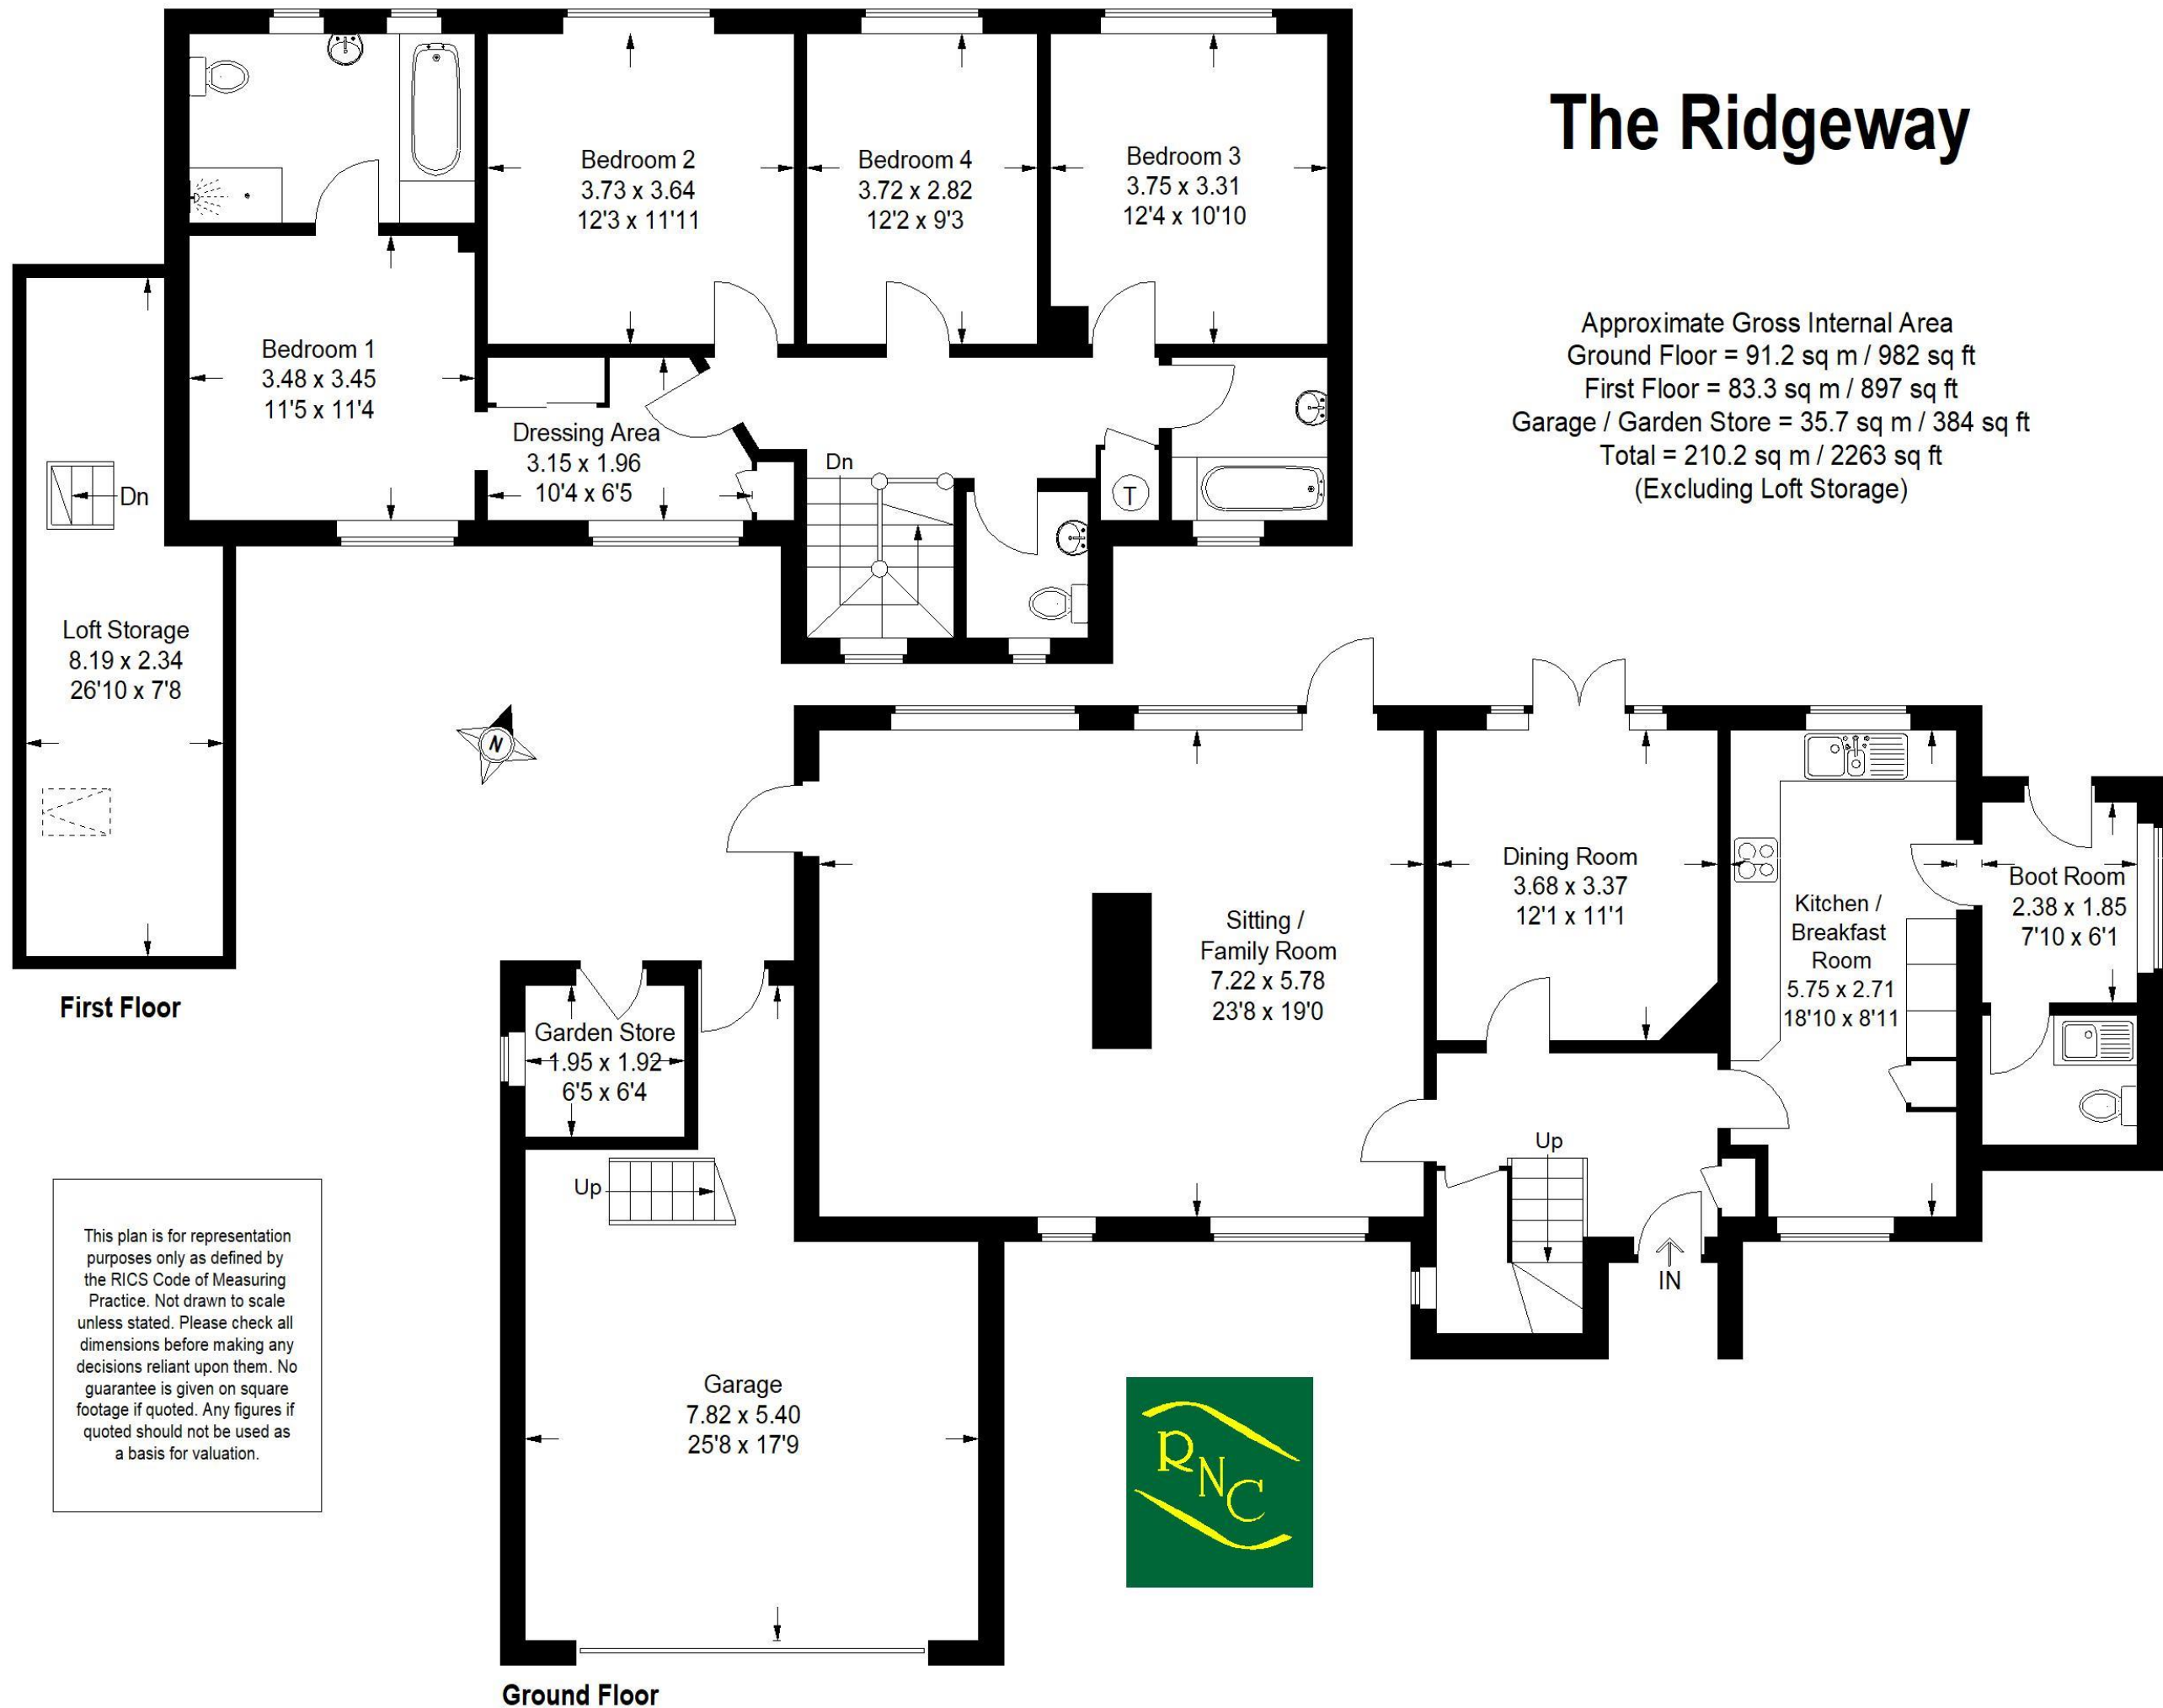 The Ridgeway
Approximate Gross Internal Area
Ground Floor = 91.2 sq m / 982 sq ft
First Floor = 83.3 sq m / 897 sq ft
Garage / Garden Store = 35.7 sq m / 384 sq ft
Total = 210.2 sq m / 2263 sq ft
(Excluding Loft Storage)
Bedroom 2
3.73 x 3.64
12'3 x 11'11
Bedroom 4
3.72 x 2.82
12'2 x 9'3
Bedroom 3
3.75 x 3.31
12'4 x 10'10
Bedroom 1
3.48 x 3.45
11'5 x 11'4
Dressing Area
3.15 x 1.96
10'4 x 6'5
Dn
T
Dn
Loft Storage
8.19 x 2.34
26'10 x 7'8
First Floor
N
Sitting /
Family Room
7.22 x 5.78
23'8 x 19'0
Dining Room
3.68 x 3.37
12'1 x 11'1
Kitchen /
Breakfast
Room
5.75 x 2.71
18'10 x 8'11
Boot Room
2.38 x 1.85
7'10 x 6'1
Garden Store
1.95 x 1.92
6'5 x 6'4
Up
Up
IN
Garage
7.82 x 5.40
25'8 x 17'9
Ground Floor
This plan is for representation
purposes only as defined by
the RICS Code of Measuring
Practice. Not drawn to scale
unless stated. Please check all
dimensions before making any
decisions reliant upon them. No
guarantee is given on square
footage if quoted. Any figures if
quoted should not be used as
a basis for valuation.
RNC